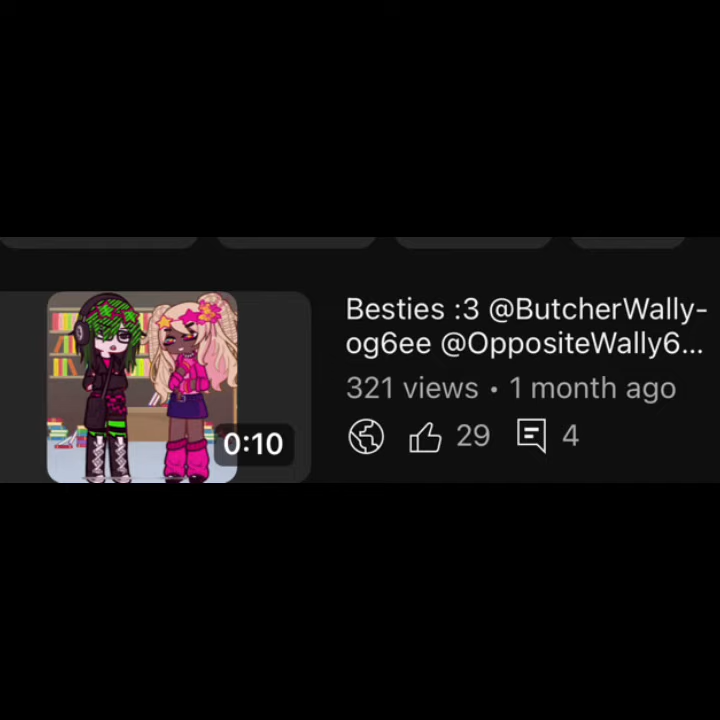 Besties :3 @ButcherWally-
og6ee @OppositeWally6...
321 views • 1 month ago
29 4
0:10